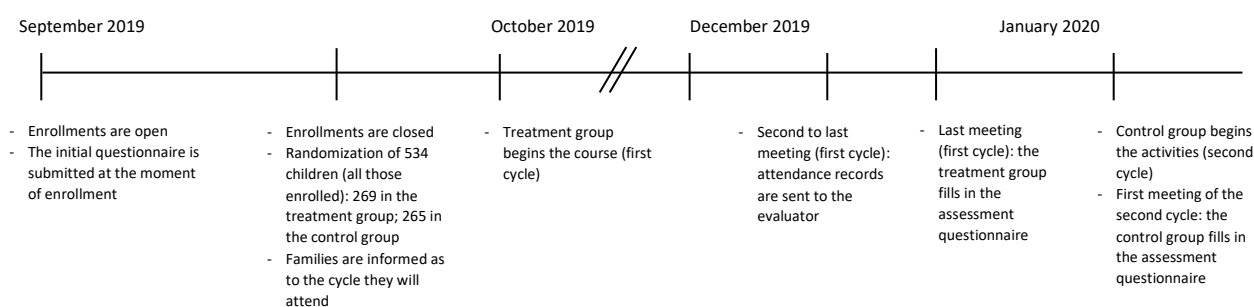 September 2019
October 2019
December 2019
January 2020
- Enrollments are open
- The initial questionnaire is
submitted at the moment
of enrollment
- Enrollments are closed
- Randomization of 534
children (all those
enrolled): 269 in the
treatment group; 265 in
the control group
- Families are informed as
to the cycle they will
attend
- Treatment group
begins the course (first
cycle)
- Second to last
meeting (first cycle):
attendance records
are sent to the
evaluator
- Last meeting
(first cycle): the
treatment group
fills in the
assessment
questionnaire
- Control group begins
the activities (second
cycle)
- First meeting of the
second cycle: the
control group fills in
the assessment
questionnaire